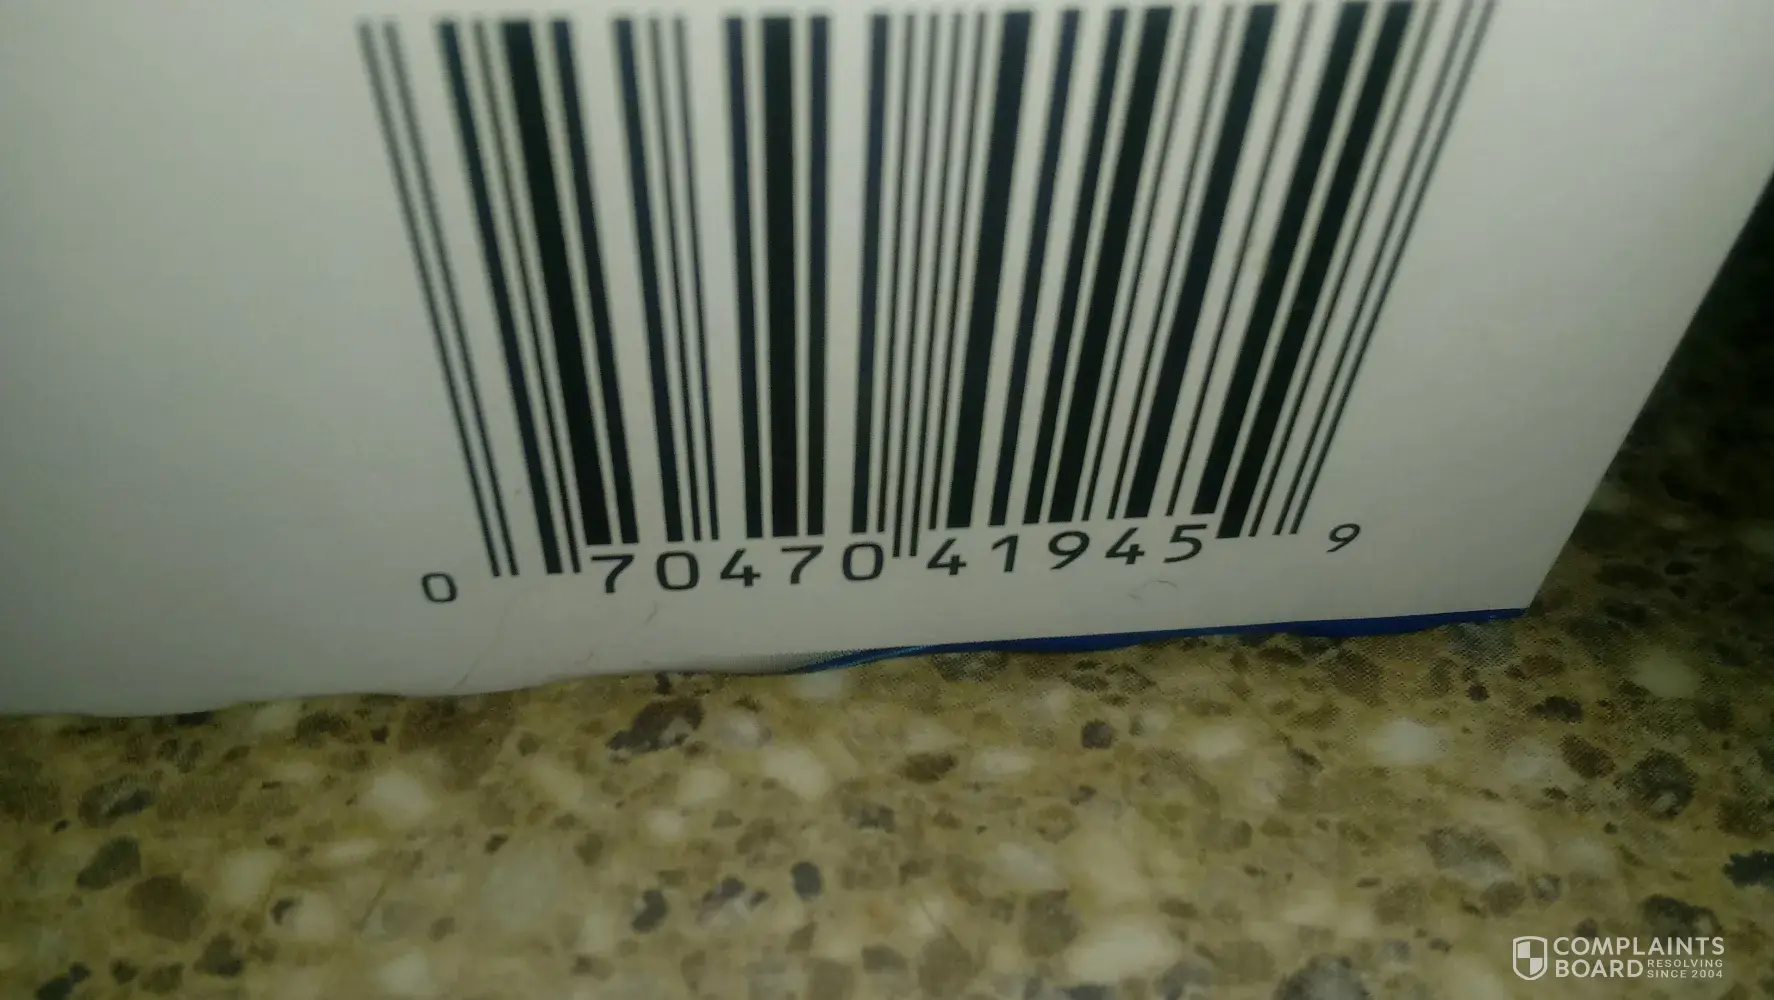 0 70470 41945 9
COMPLAINTS
BOARD RESOLVING
SINCE 2004